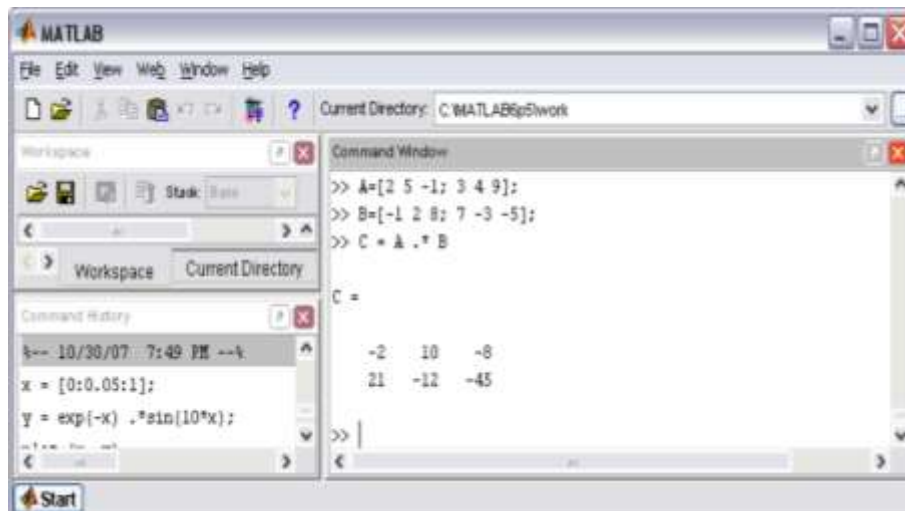 MATLAB
File Edit View Web Window Help
Current Directory: C:\MATLAB6p5\work
Workspace
Stack: Base
Workspace Current Directory
Command History
%-- 10/30/07 7:49 PM --%
x = [0:0.05:1];
y = exp(-x) .*sin(10*x);
Command Window
>> A=[2 5 -1; 3 4 9];
>> B=[-1 2 8; 7 -3 -5];
>> C = A .* B
C =
-2 10 -8
21 -12 -45
>>
Start